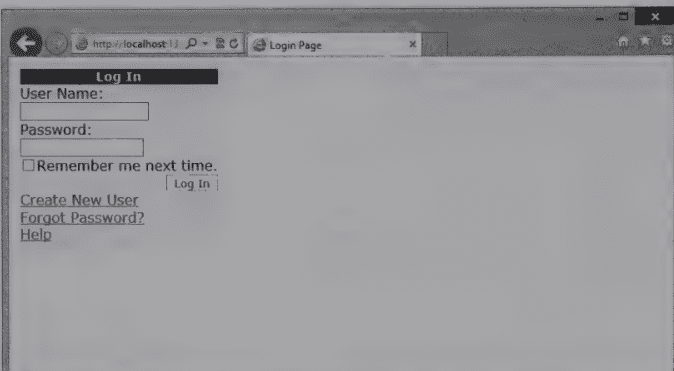 http://localhost:13
Login Page
Log In
User Name:
Password:
Remember me next time.
Log In
Create New User
Forgot Password?
Help